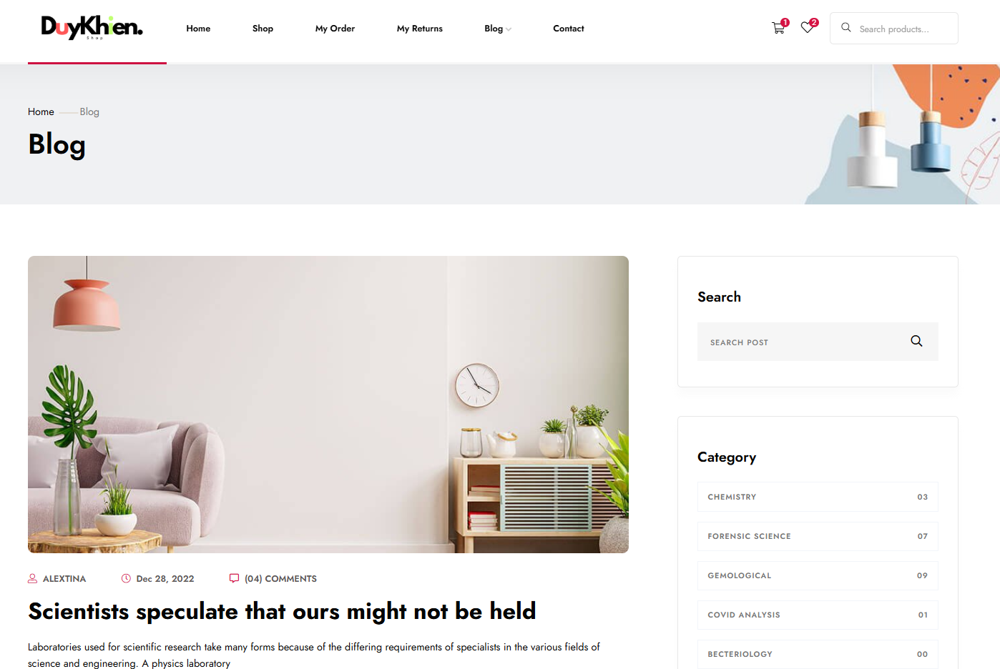 DuyKhien.
Shop
Home
Shop
My Order
My Returns
Blog
Contact
1
2
Search products...
Home
Blog
Blog
Search
SEARCH POST
Category
CHEMISTRY 03
FORENSIC SCIENCE 07
GEMOLOGICAL 09
COVID ANALYSIS 01
BECTERIOLOGY 00
ALEXTINA
Dec 28, 2022
(04) COMMENTS
Scientists speculate that ours might not be held
Laboratories used for scientific research take many forms because of the differing requirements of specialists in the various fields of
science and engineering. A physics laboratory